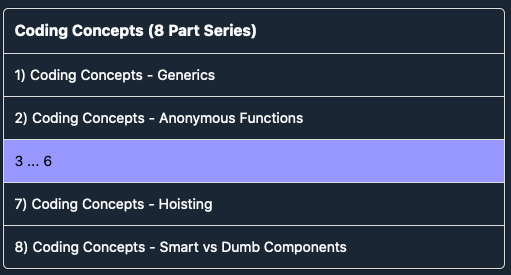 Coding Concepts (8 Part Series)
1) Coding Concepts - Generics
2) Coding Concepts - Anonymous Functions
3 ... 6
7) Coding Concepts - Hoisting
8) Coding Concepts - Smart vs Dumb Components